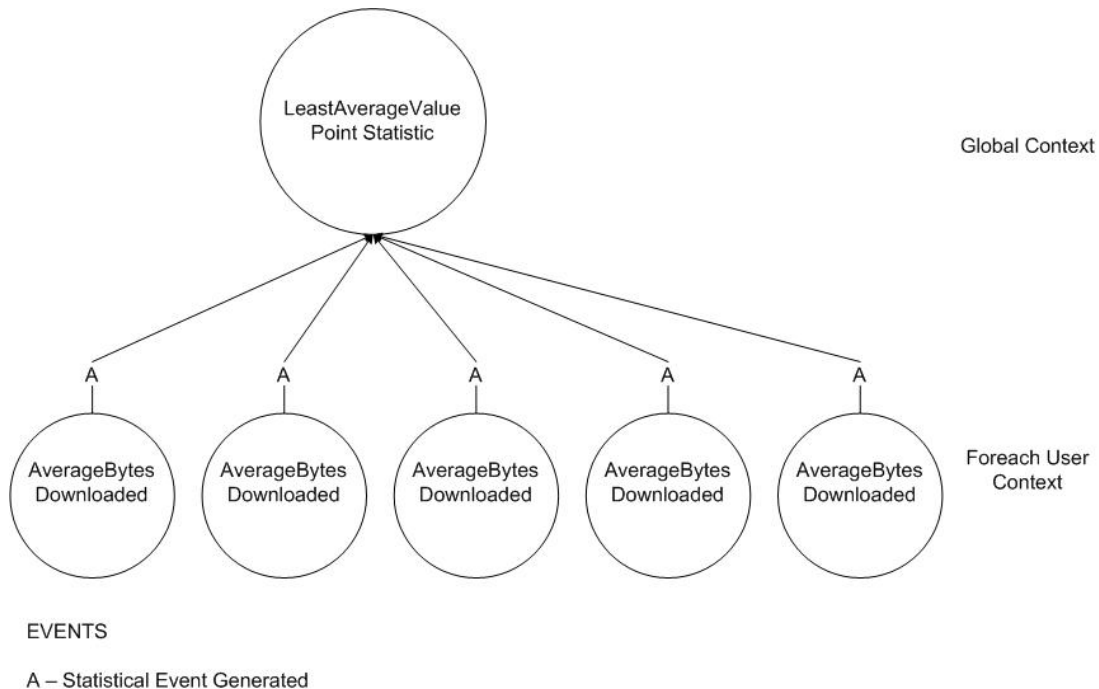 LeastAverageValue
Point Statistic
Global Context
A
A
A
A
A
AverageBytes
Downloaded
AverageBytes
Downloaded
AverageBytes
Downloaded
AverageBytes
Downloaded
AverageBytes
Downloaded
Foreach User
Context
EVENTS
A – Statistical Event Generated